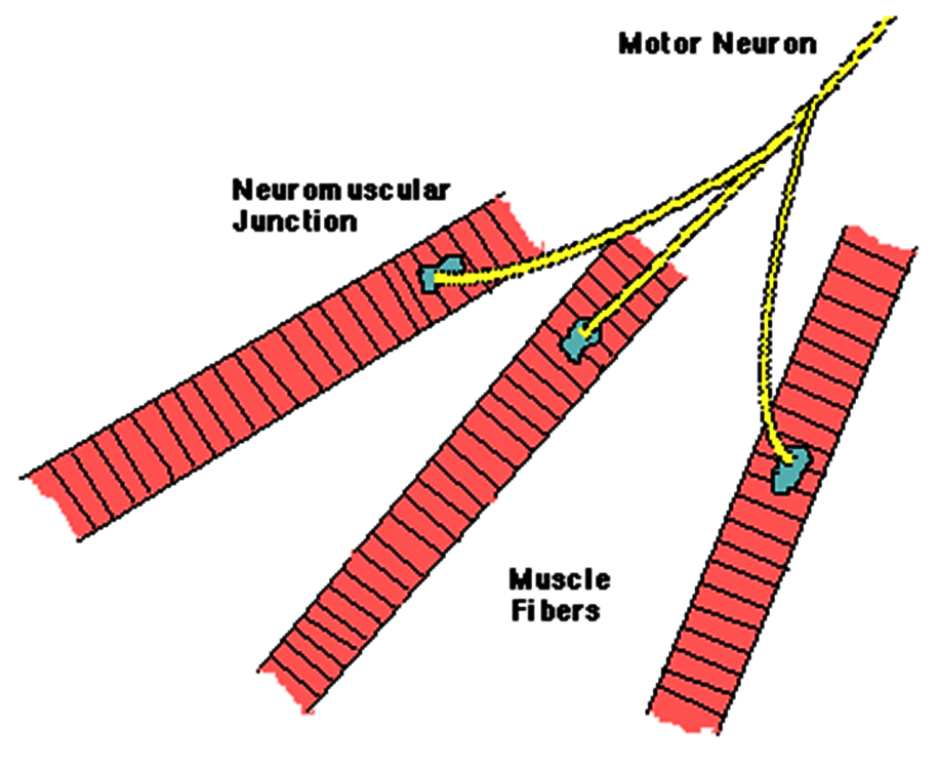 Motor Neuron
Neuromuscular
Junction
Muscle
Fibers